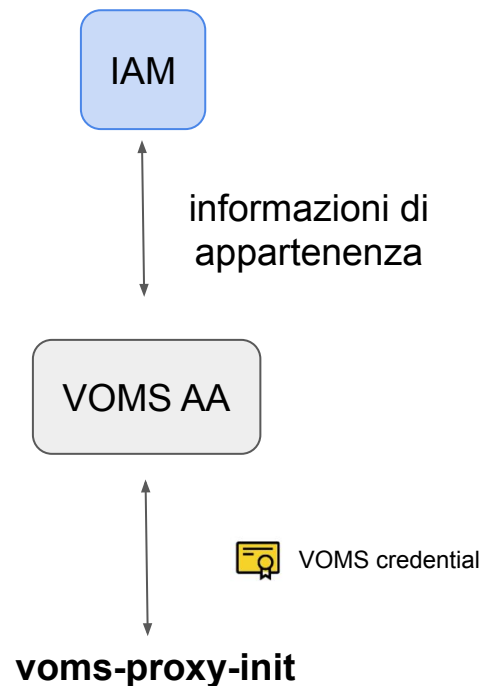 IAM
informazioni di
appartenenza
VOMS AA
VOMS credential
voms-proxy-init